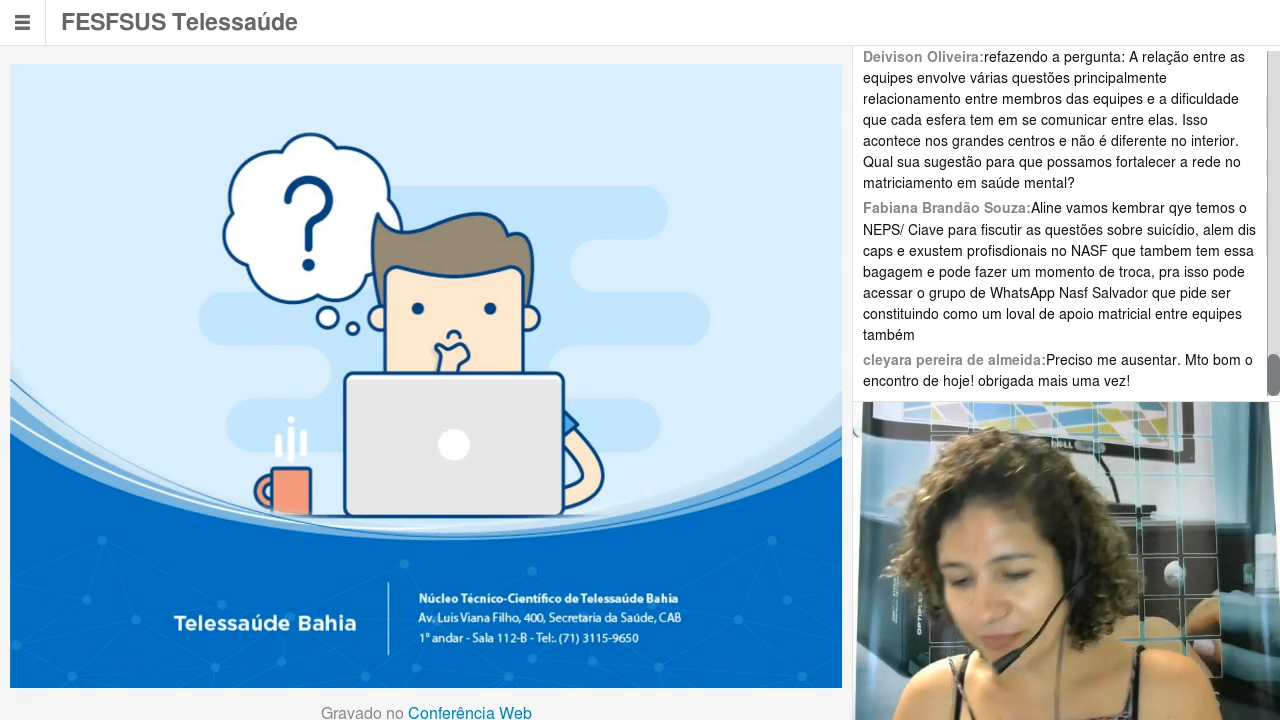 FESFSUS Telessaúde
?
Telessaúde Bahia
Núcleo Técnico-Científico de Telessaúde Bahia
Av. Luis Viana Filho, 400, Secretaria da Saúde, CAB
1º andar - Sala 112-B - Tel:. (71) 3115-9650
Gravado no Conferência Web
Deivison Oliveira:refazendo a pergunta: A relação entre as
equipes envolve várias questões principalmente
relacionamento entre membros das equipes e a dificuldade
que cada esfera tem em se comunicar entre elas. Isso
acontece nos grandes centros e não é diferente no interior.
Qual sua sugestão para que possamos fortalecer a rede no
matriciamento em saúde mental?
Fabiana Brandão Souza:Aline vamos kembrar qye temos o
NEPS/ Ciave para fiscutir as questões sobre suicídio, alem dis
caps e exustem profisdionais no NASF que tambem tem essa
bagagem e pode fazer um momento de troca, pra isso pode
acessar o grupo de WhatsApp Nasf Salvador que pide ser
constituindo como um loval de apoio matricial entre equipes
também
cleyara pereira de almeida:Preciso me ausentar. Mto bom o
encontro de hoje! obrigada mais uma vez!
DELL
OPTIPLEX